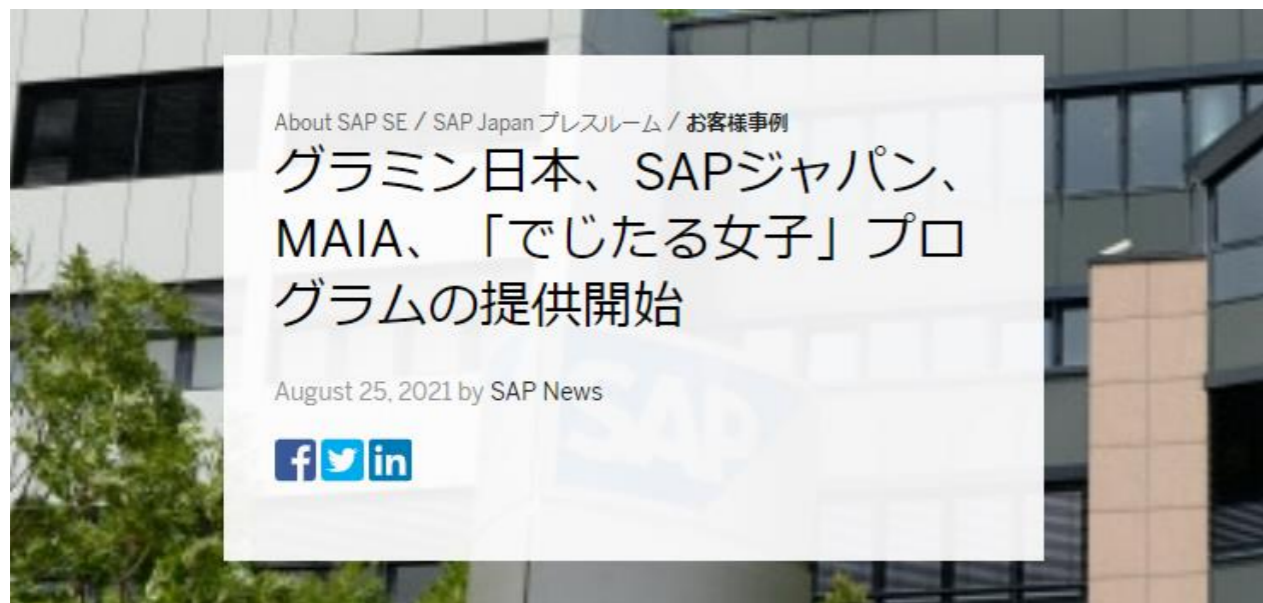 About SAP SE / SAP Japan プレスルーム / お客様事例
グラミン日本、SAPジャパン、
MAIA、「でじたる女子」プロ
グラムの提供開始
August 25, 2021 by SAP News
SAP